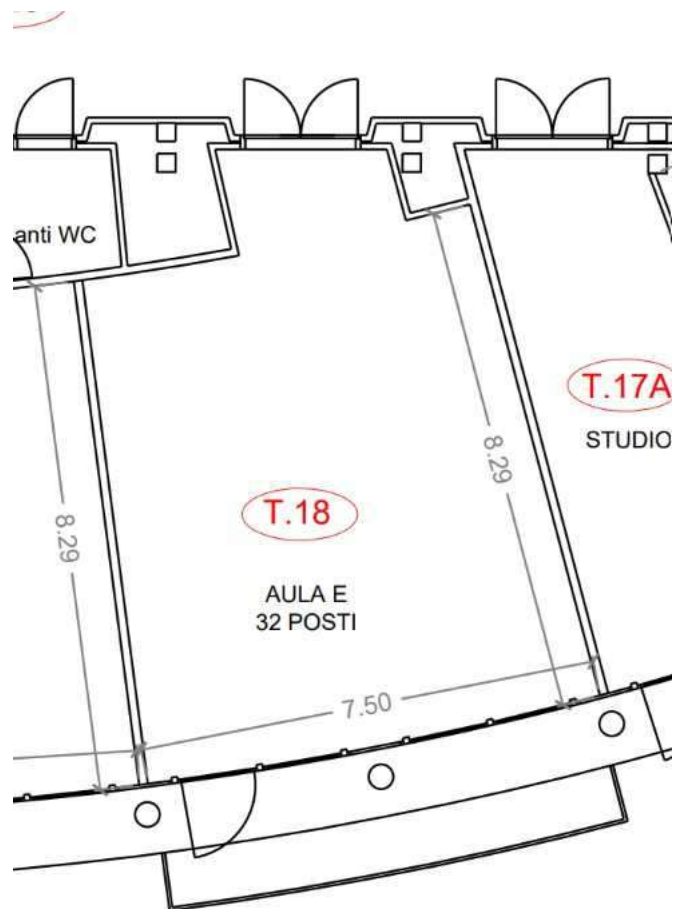 anti WC
T.17A
STUDIO
8.29
T.18
8.29
AULA E
32 POSTI
7.50